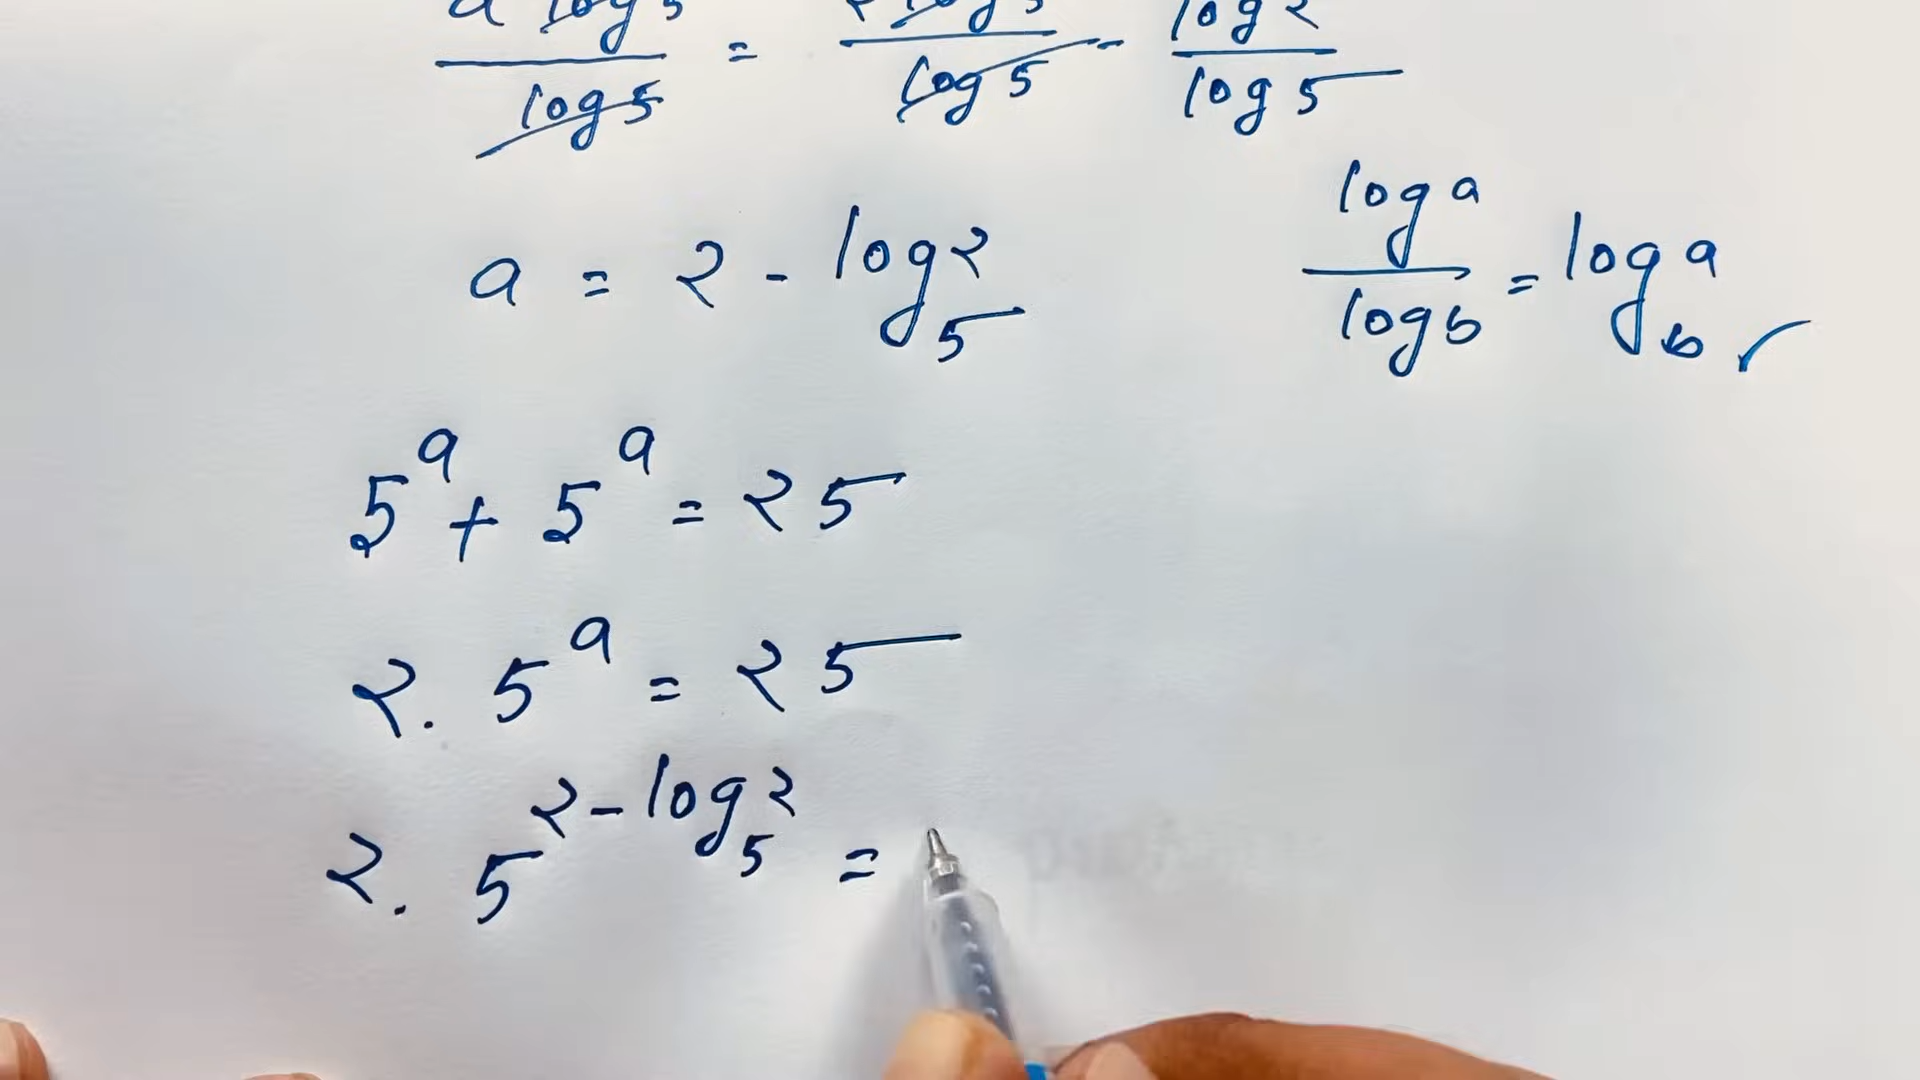 a log 5 / log 5 = 2 log 5 / log 5 - log 2 / log 5
log a / log b = log_b a ✓
a = 2 - log_5 2
5^a + 5^a = 25
2. 5^a = 25
2. 5^(2 - log_5 2) =